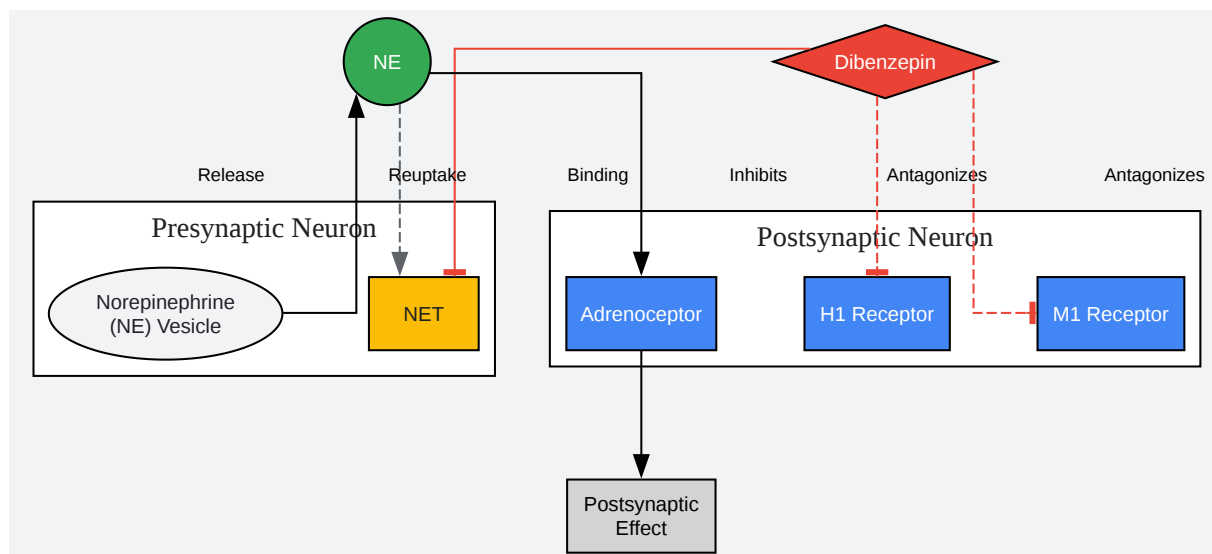 NE
Dibenzepin
Release
Reuptake
Binding
Inhibits
Antagonizes
Antagonizes
Presynaptic Neuron
Postsynaptic Neuron
Norepinephrine
(NE) Vesicle
NET
Adrenoceptor
H1 Receptor
M1 Receptor
Postsynaptic
Effect